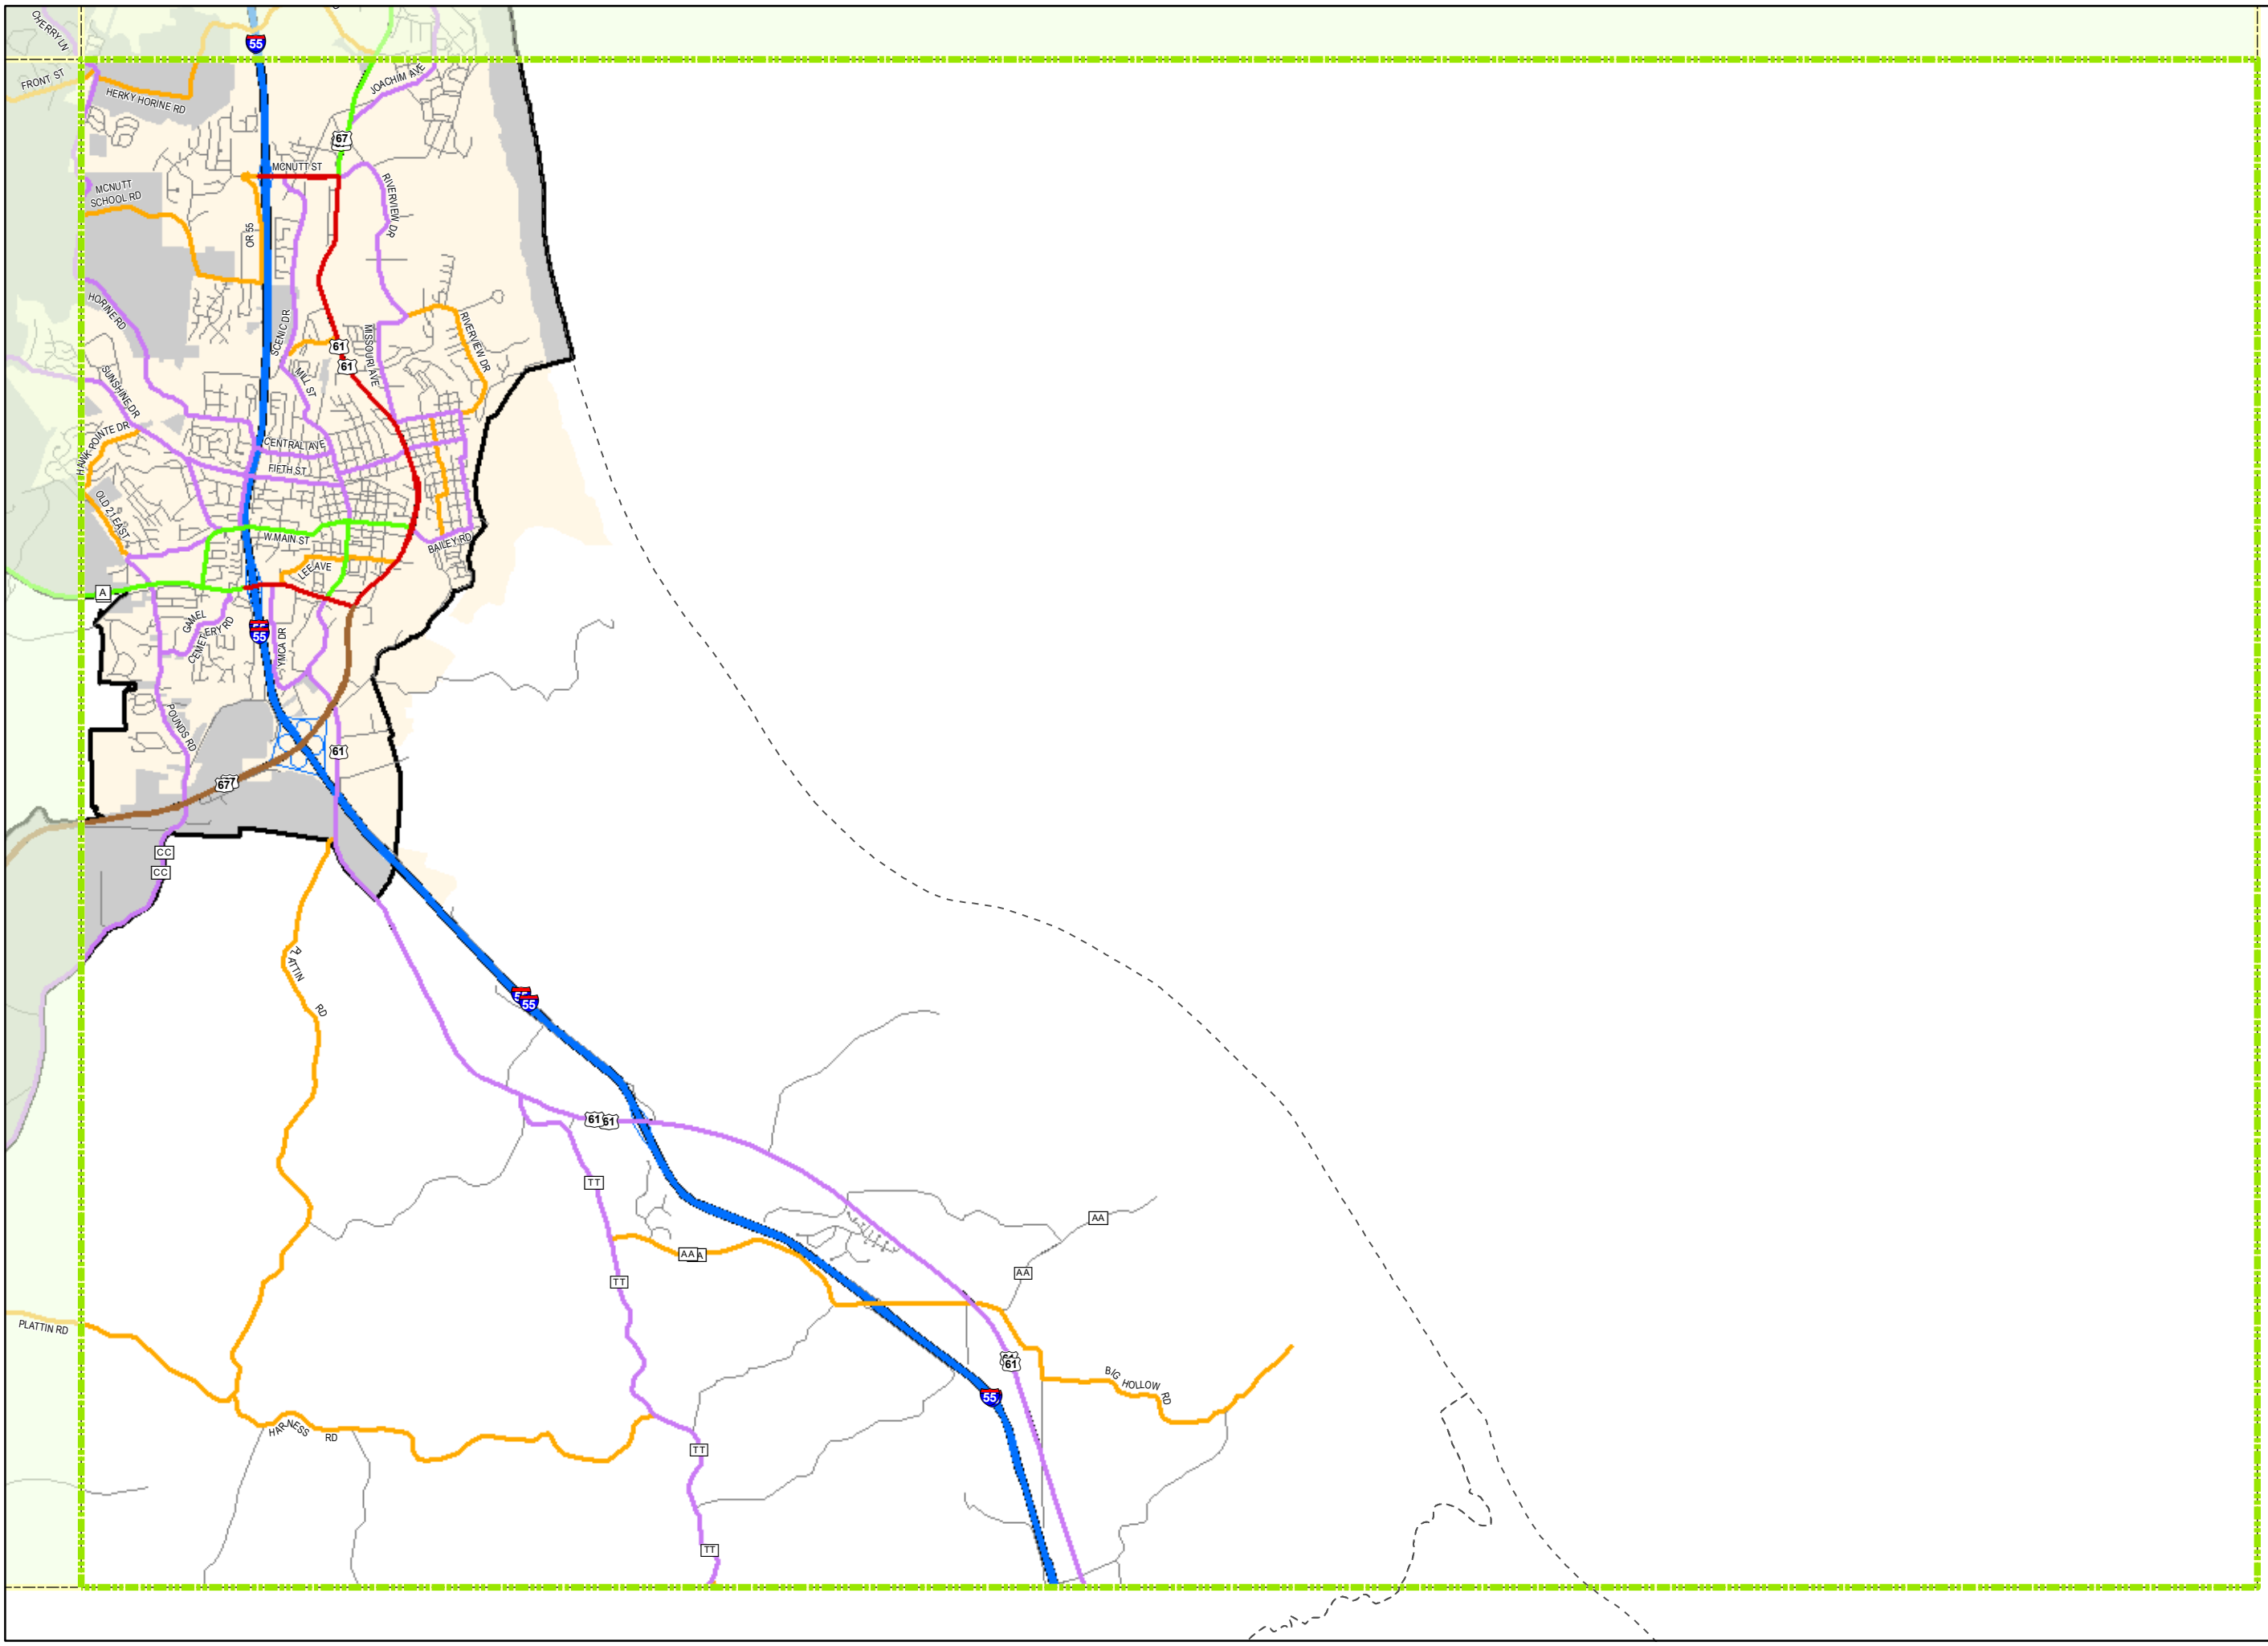 CHERRY LN
55
FRONT ST
HERKY HORINE RD
JOACHIM AVE
67
MCNUTT ST
MCNUTT
SCHOOL RD
RIVERVIEW DR
OR 55
HORINE RD
SCENIC DR
61
61
MISSOURI AVE
RIVERVIEW DR
SUNSHINE DR
MILL ST
HAWK POINTE DR
CENTRAL AVE
FIFTH ST
OLD 21 EAST
W MAIN ST
BAILEY RD
LEE AVE
A
GAMEL
CEMETERY RD
55
55
YMCA DR
POUNDS RD
61
67
CC
CC
PLATTIN
RD
55
55
61
61
TT
AA
AA
TT
AA
PLATTIN RD
61
61
BIG HOLLOW
RD
55
HARNESS
RD
TT
TT